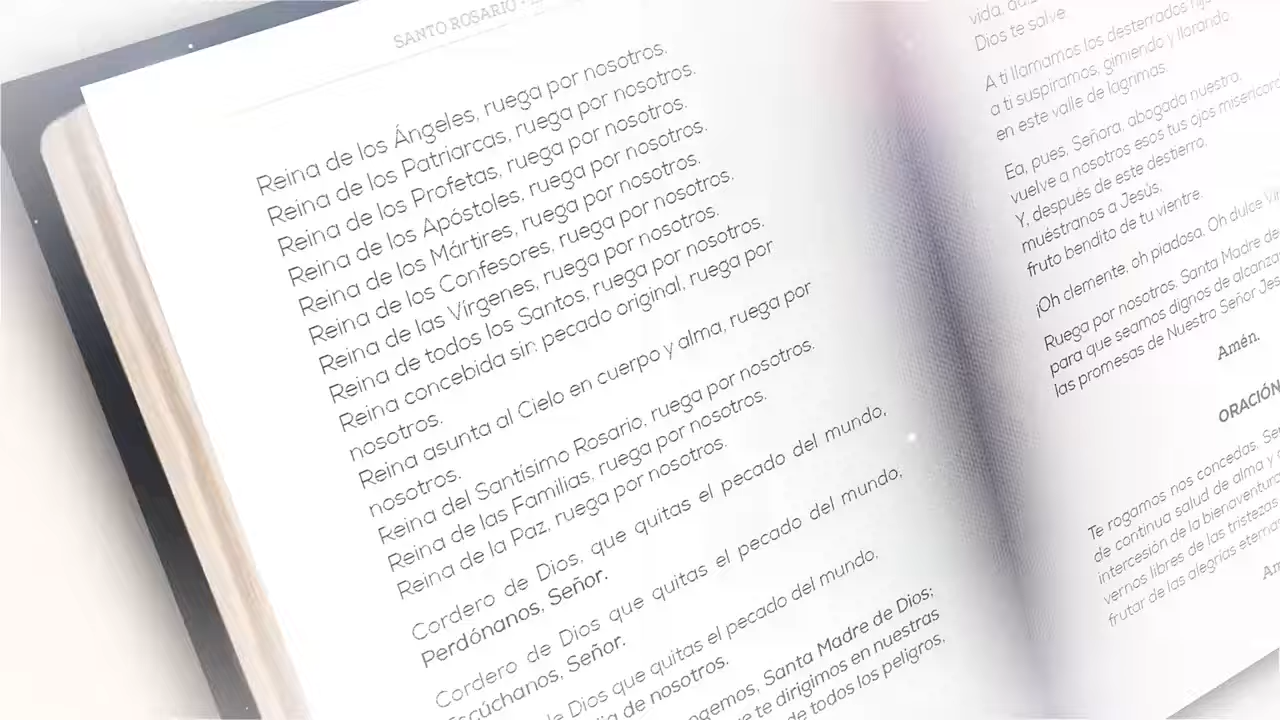 SANTO ROSARIO
Reina de los Ángeles, ruega por nosotros.
Reina de los Patriarcas, ruega por nosotros.
Reina de los Profetas, ruega por nosotros.
Reina de los Apóstoles, ruega por nosotros.
Reina de los Mártires, ruega por nosotros.
Reina de los Confesores, ruega por nosotros.
Reina de las Vírgenes, ruega por nosotros.
Reina de todos los Santos, ruega por nosotros.
Reina concebida sin pecado original, ruega por
nosotros.
Reina asunta al Cielo en cuerpo y alma, ruega por
nosotros.
Reina del Santísimo Rosario, ruega por nosotros.
Reina de las Familias, ruega por nosotros.
Reina de la Paz, ruega por nosotros.
Cordero de Dios, que quitas el pecado del mundo,
Perdónanos, Señor.
Cordero de Dios que quitas el pecado del mundo,
Escúchanos, Señor.
de Dios que quitas el pecado del mundo,
de nosotros.
Santa Madre de Dios;
te dirigimos en nuestras
de todos los peligros,
vida,
Dios te salve.
A ti llamamos los desterrados
a ti suspiramos, gimiendo y llorando
en este valle de lagrimas.
Ea, pues, Señora, abogada nuestra,
vuelve a nosotros esos tus ojos
Y, después de este destierro,
muéstranos a Jesús,
fruto bendito de tu vientre.
¡Oh clemente, oh piadosa, Oh dulce
Ruega por nosotros, Santa Madre de
para que seamos dignos de
las promesas de Nuestro Señor
Amén.
ORACIÓN
Te rogamos nos concedas,
de continua salud de alma y
intercesión de la
vernos libres de las
frutar de las alegrías